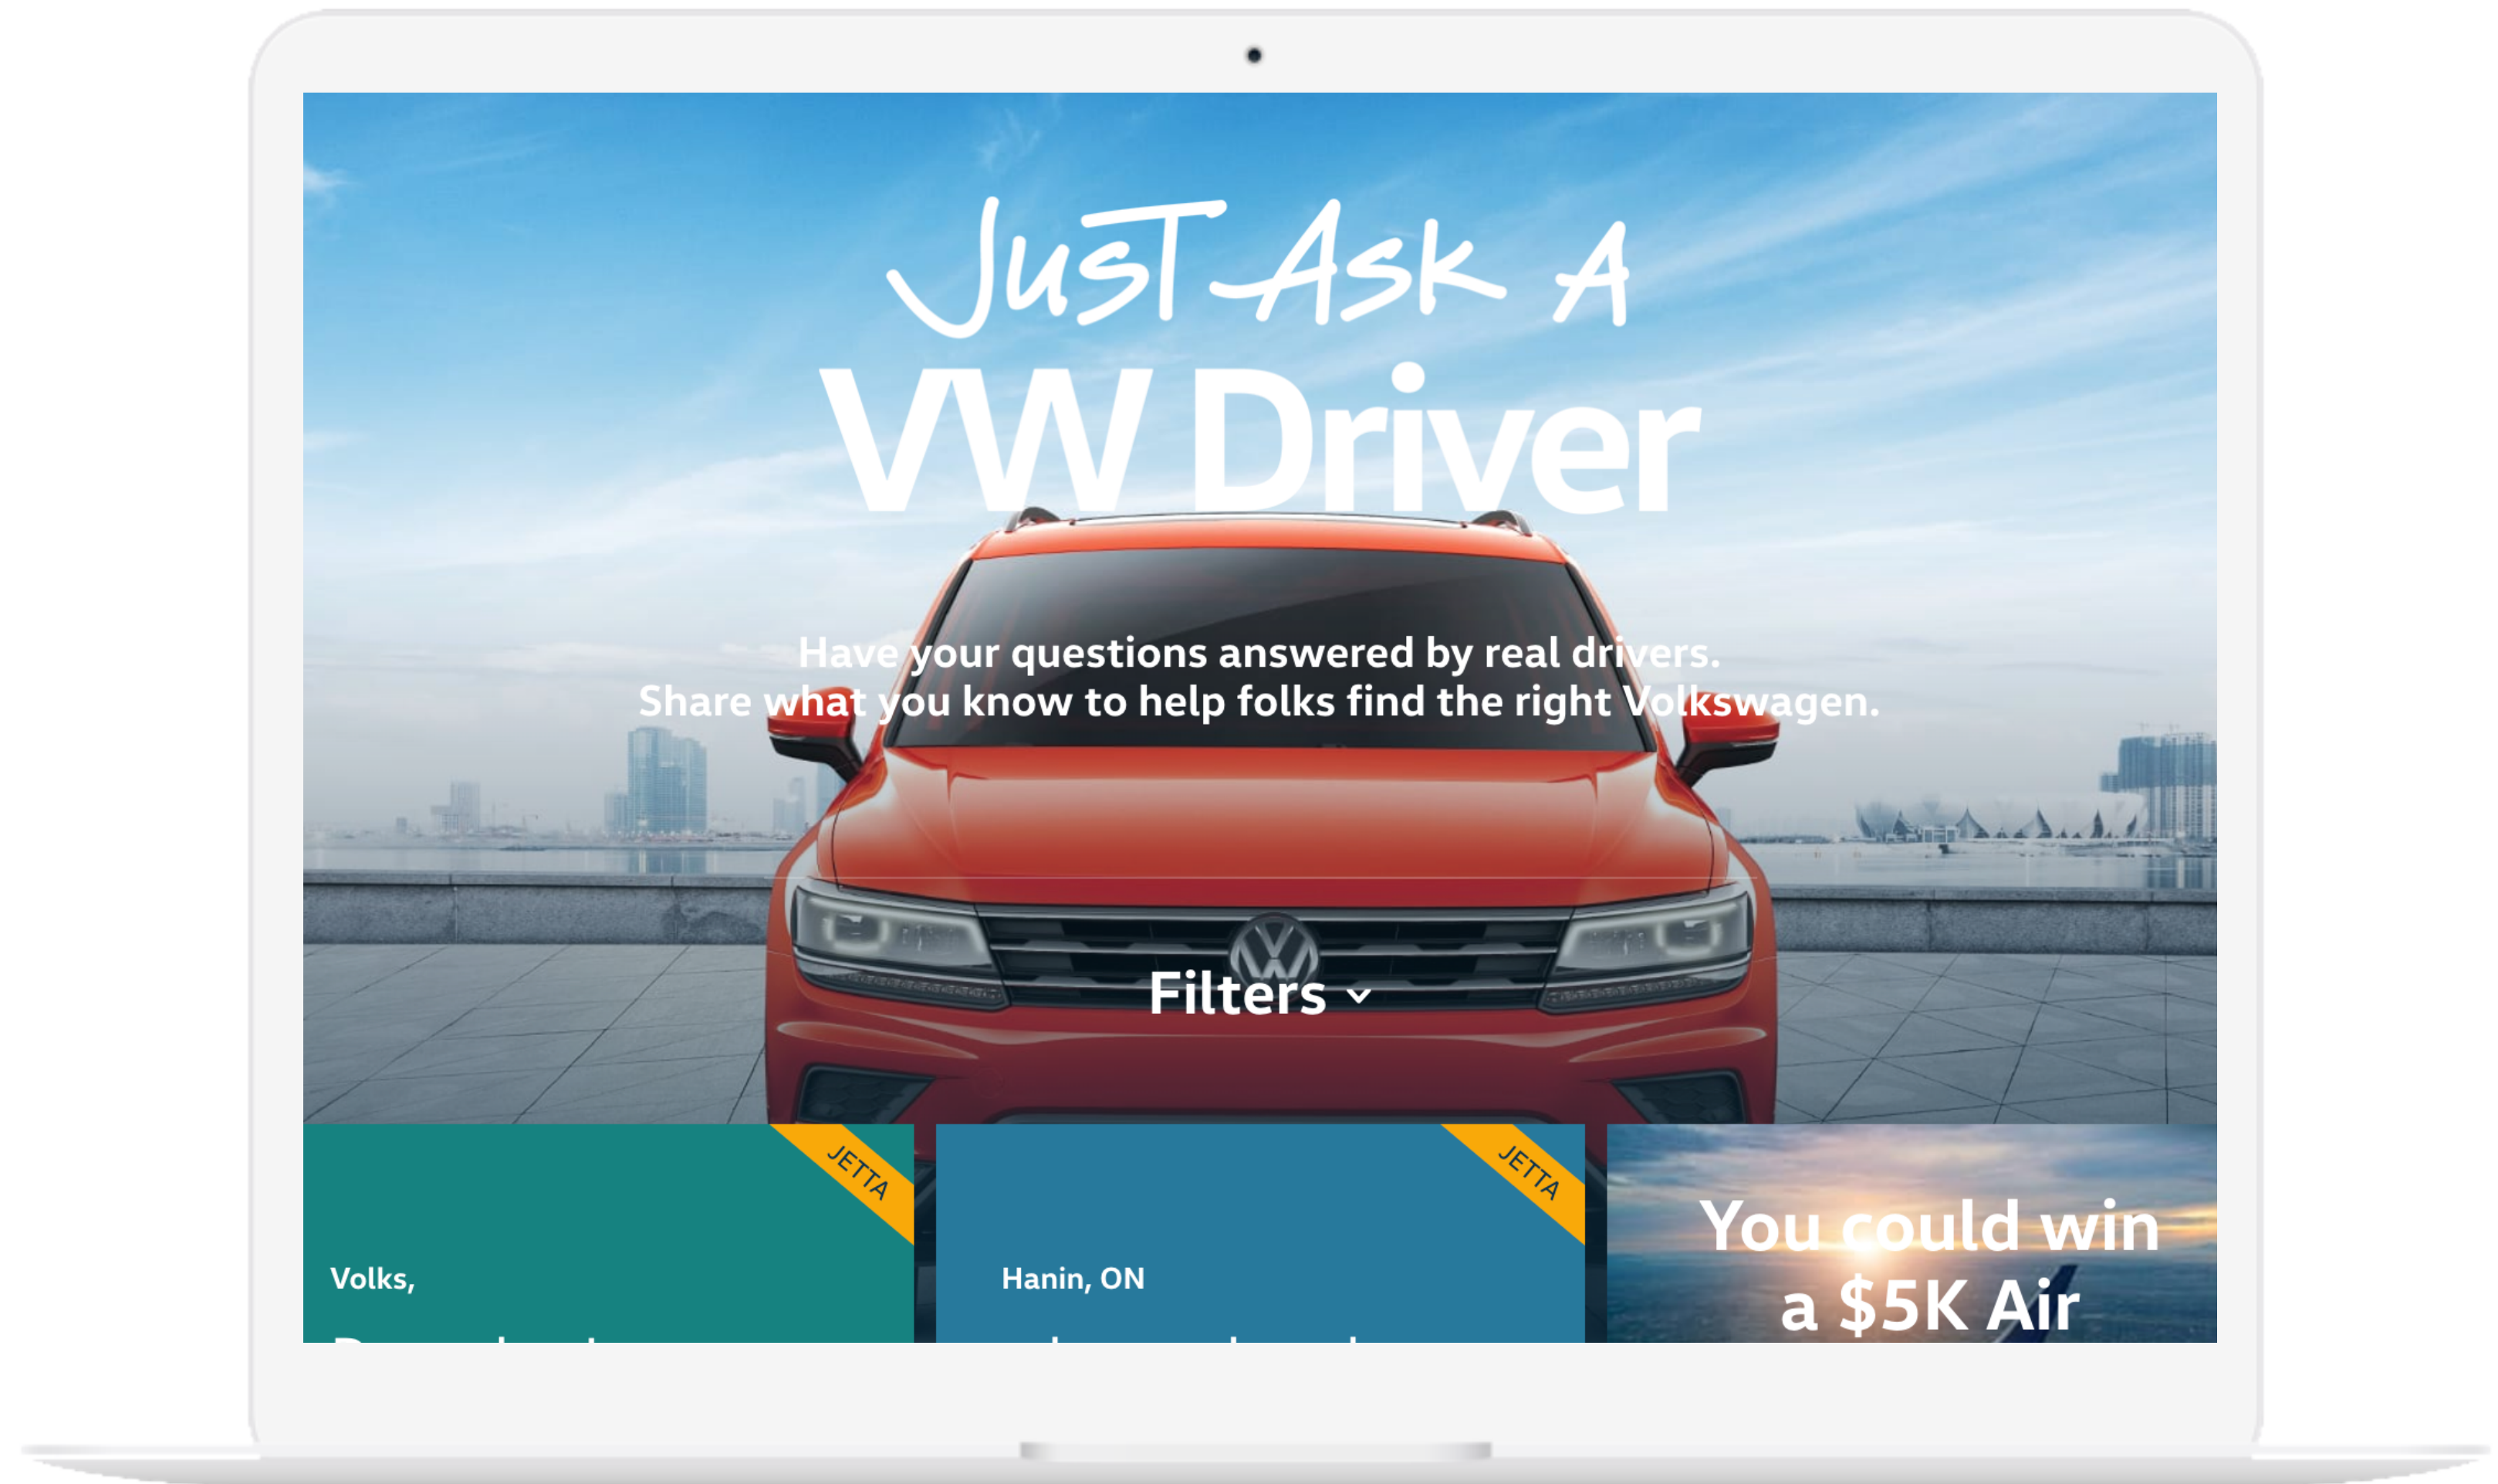 Just Ask A
VW Driver
Have your questions answered by real drivers.
Share what you know to help folks find the right Volkswagen.
Filters
JETTA
Volks,
JETTA
Hanin, ON
You could win
a $5K Air